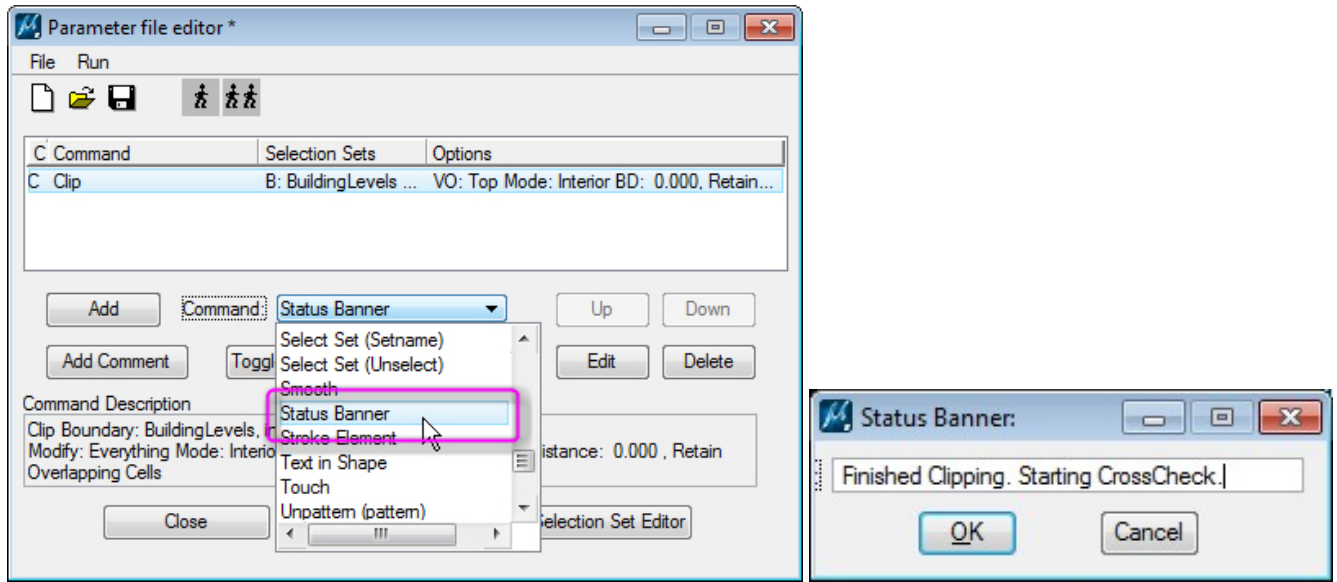 Parameter file editor *
File Run
C Command Selection Sets Options
C Clip B: BuildingLevels ... VO: Top Mode: Interior BD: 0.000, Retain...
Add Command: Status Banner Up Down
Select Set (Setname)
Add Comment Toggl Select Set (Unselect) Edit Delete
Smooth
Command Description
Status Banner
Clip Boundary: BuildingLevels, in
Stroke Element
Modify: Everything Mode: Interio istance: 0.000 , Retain
Text in Shape
Overlapping Cells
Touch
Unpattern (pattern)
Close Selection Set Editor
Status Banner:
Finished Clipping. Starting CrossCheck.
OK Cancel